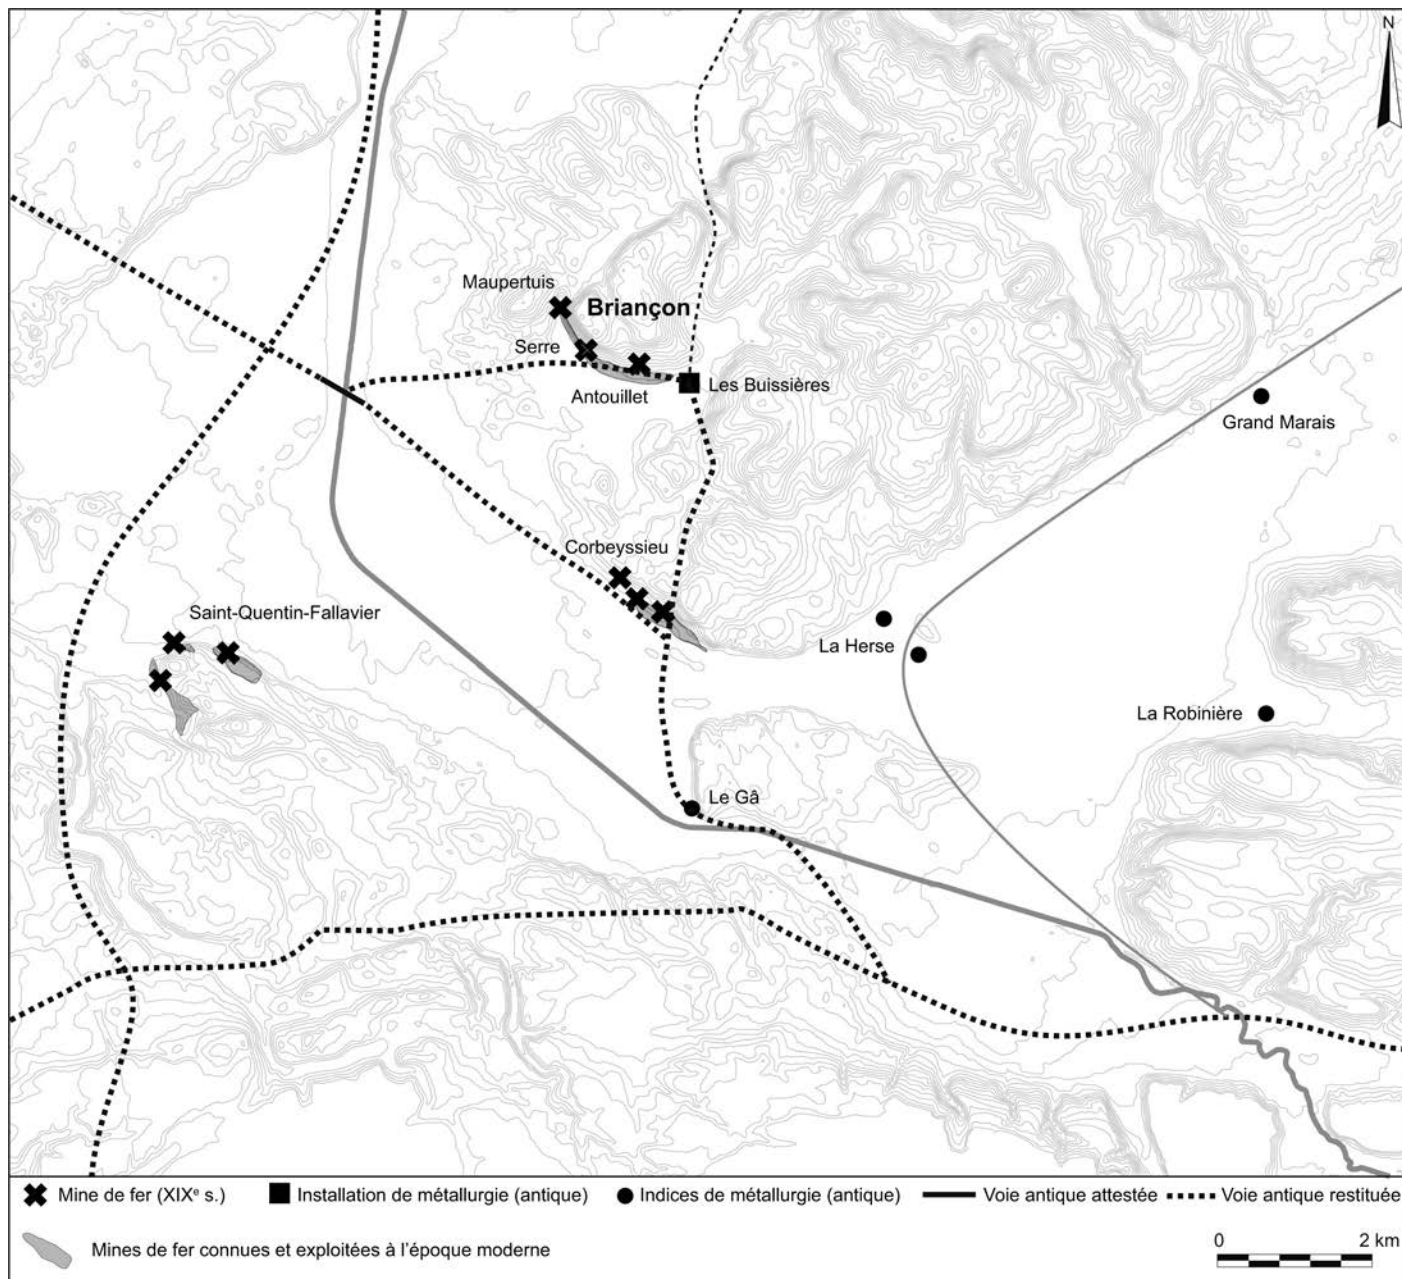 N
Maupertuis
Briançon
Serre
Antouillet
Les Buissières
Grand Marais
Corbeyssieu
Saint-Quentin-Fallavier
La Herse
La Robinière
Le Gâ
Mine de fer (XIXᵉ s.)
Installation de métallurgie (antique)
Indices de métallurgie (antique)
Voie antique attestée
Voie antique restituée
Mines de fer connues et exploitées à l'époque moderne
0 2 km